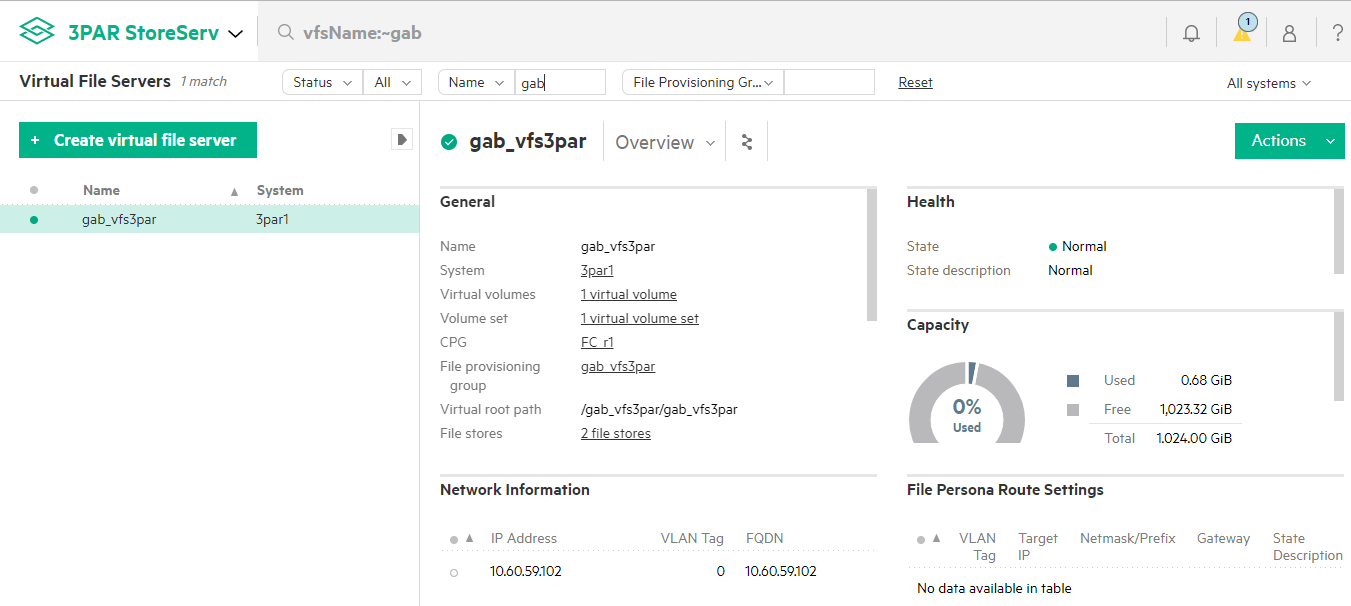 3PAR StoreServ
vfsName:~gab
1
?
Virtual File Servers 1 match
Status All Name gab File Provisioning Gr... Reset All systems
+ Create virtual file server
gab_vfs3par Overview Actions
Name System
gab_vfs3par 3par1
General
Name gab_vfs3par
System 3par1
Virtual volumes 1 virtual volume
Volume set 1 virtual volume set
CPG FC_r1
File provisioning gab_vfs3par
group
Virtual root path /gab_vfs3par/gab_vfs3par
File stores 2 file stores
Health
State Normal
State description Normal
Capacity
0%
Used
Used 0.68 GiB
Free 1,023.32 GiB
Total 1.024.00 GiB
Network Information
IP Address VLAN Tag FQDN
10.60.59.102 0 10.60.59.102
File Persona Route Settings
VLAN Target Netmask/Prefix Gateway State
Tag IP Description
No data available in table